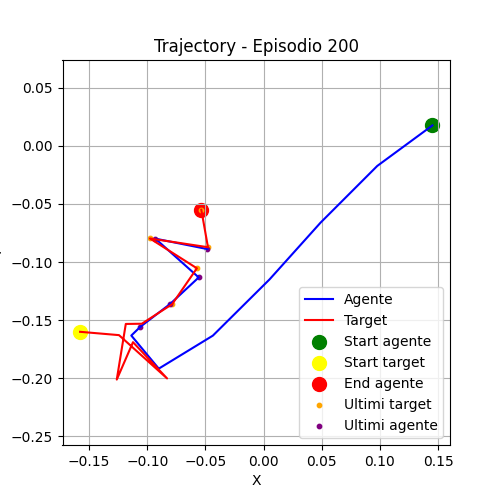 Trajectory - Episodio 200
0.05
0.00
−0.05
−0.10
−0.15
−0.20
−0.25
−0.15
−0.10
−0.05
0.00
0.05
0.10
0.15
X
Agente
Target
Start agente
Start target
End agente
Ultimi target
Ultimi agente